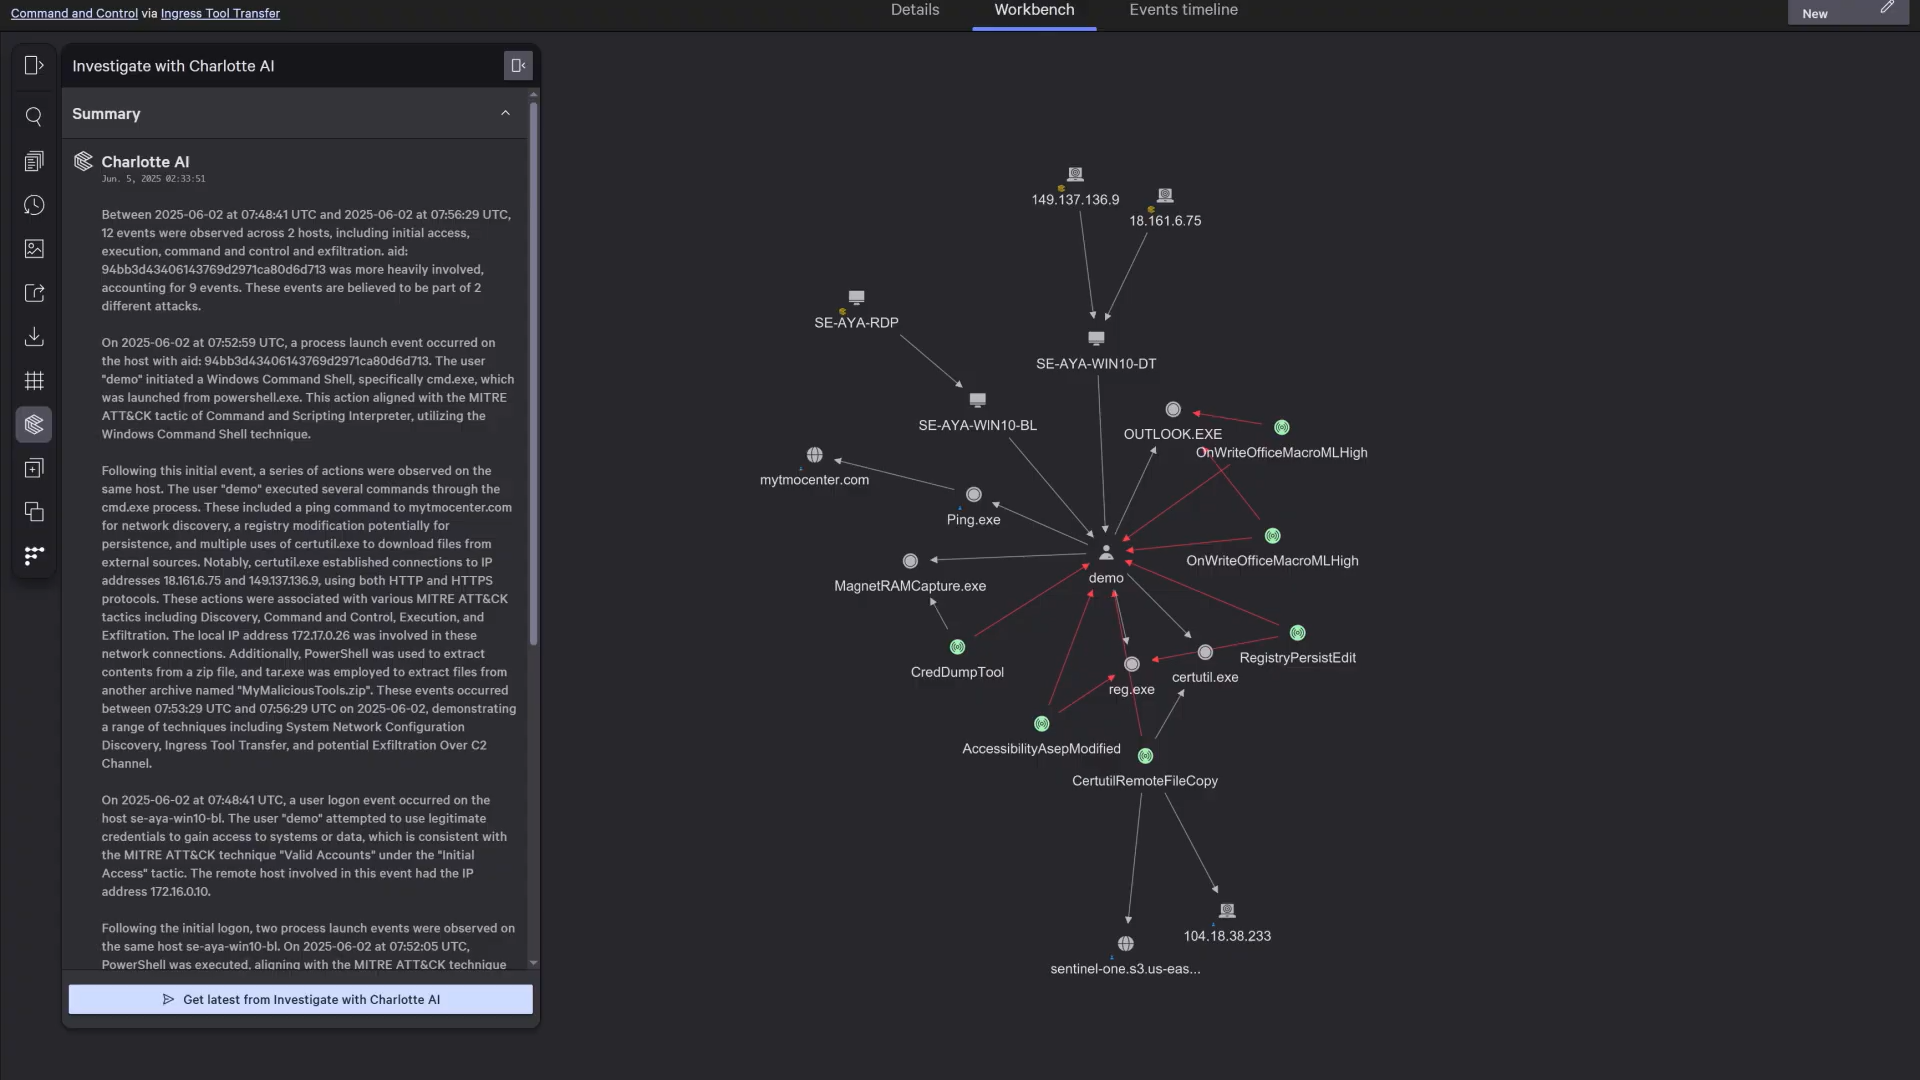 Command and Control via Ingress Tool Transfer
Details
Workbench
Events timeline
New
Investigate with Charlotte AI
Summary
Charlotte AI
Jun. 5, 2025 02:33:51
Between 2025-06-02 at 07:48:41 UTC and 2025-06-02 at 07:56:29 UTC,
12 events were observed across 2 hosts, including initial access,
execution, command and control and exfiltration. aid:
94bb3d43406143769d2971ca80d6d713 was more heavily involved,
accounting for 9 events. These events are believed to be part of 2
different attacks.
On 2025-06-02 at 07:52:59 UTC, a process launch event occurred on
the host with aid: 94bb3d43406143769d2971ca80d6d713. The user
"demo" initiated a Windows Command Shell, specifically cmd.exe, which
was launched from powershell.exe. This action aligned with the MITRE
ATT&CK tactic of Command and Scripting Interpreter, utilizing the
Windows Command Shell technique.
Following this initial event, a series of actions were observed on the
same host. The user "demo" executed several commands through the
cmd.exe process. These included a ping command to mytmocenter.com
for network discovery, a registry modification potentially for
persistence, and multiple uses of certutil.exe to download files from
external sources. Notably, certutil.exe established connections to IP
addresses 18.161.6.75 and 149.137.136.9, using both HTTP and HTTPS
protocols. These actions were associated with various MITRE ATT&CK
tactics including Discovery, Command and Control, Execution, and
Exfiltration. The local IP address 172.17.0.26 was involved in these
network connections. Additionally, PowerShell was used to extract
contents from a zip file, and tar.exe was employed to extract files from
another archive named "MyMaliciousTools.zip". These events occurred
between 07:53:29 UTC and 07:56:29 UTC on 2025-06-02, demonstrating
a range of techniques including System Network Configuration
Discovery, Ingress Tool Transfer, and potential Exfiltration Over C2
Channel.
On 2025-06-02 at 07:48:41 UTC, a user logon event occurred on the
host se-aya-win10-bl. The user "demo" attempted to use legitimate
credentials to gain access to systems or data, which is consistent with
the MITRE ATT&CK technique "Valid Accounts" under the "Initial
Access" tactic. The remote host involved in this event had the IP
address 172.16.0.10.
Following the initial logon, two process launch events were observed on
the same host se-aya-win10-bl. On 2025-06-02 at 07:52:05 UTC,
PowerShell was executed, aligning with the MITRE ATT&CK technique
Get latest from Investigate with Charlotte AI
149.137.136.9
18.161.6.75
SE-AYA-RDP
SE-AYA-WIN10-DT
SE-AYA-WIN10-BL
OUTLOOK.EXE
OnWriteOfficeMacroMLHigh
mytmocenter.com
Ping.exe
OnWriteOfficeMacroMLHigh
MagnetRAMCapture.exe
demo
CredDumpTool
reg.exe
certutil.exe
RegistryPersistEdit
AccessibilityAsepModified
CertutilRemoteFileCopy
104.18.38.233
sentinel-one.s3.us-eas...